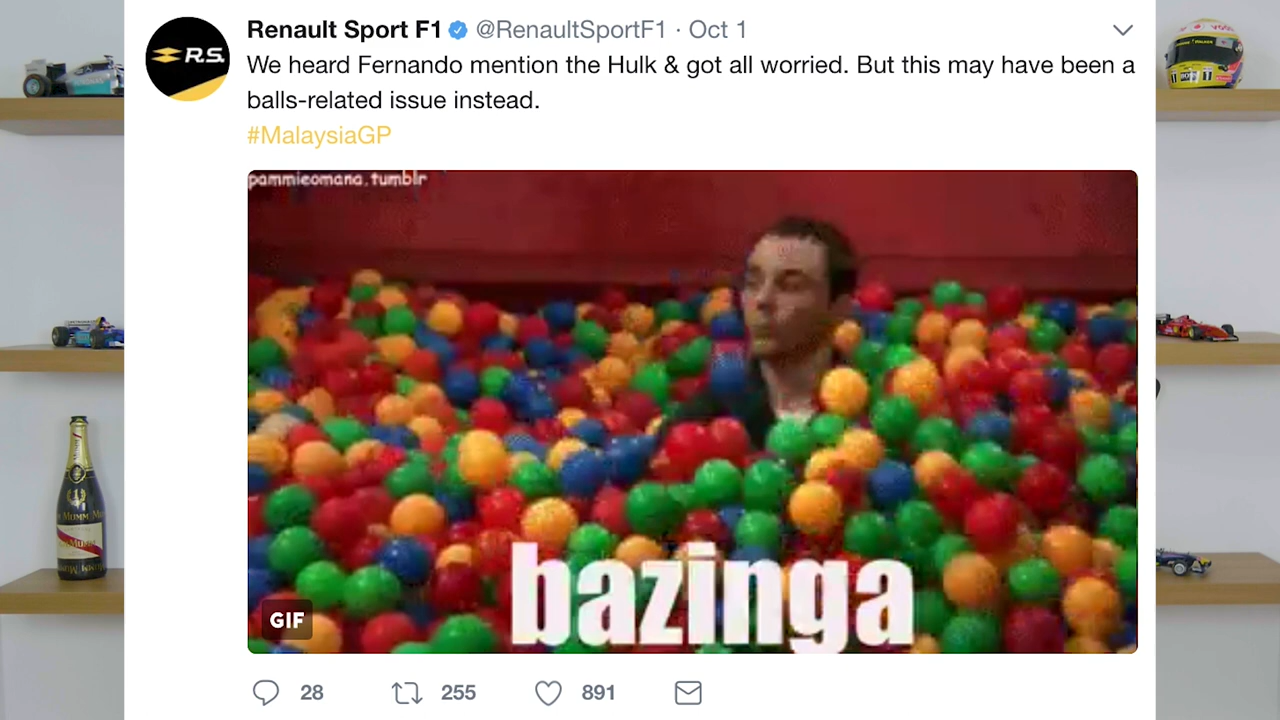 Renault Sport F1 @RenaultSportF1 · Oct 1
We heard Fernando mention the Hulk & got all worried. But this may have been a
balls-related issue instead.
#MalaysiaGP
R.S.
pammieomana.tumblr
bazinga
GIF
28 255 891
MUMM